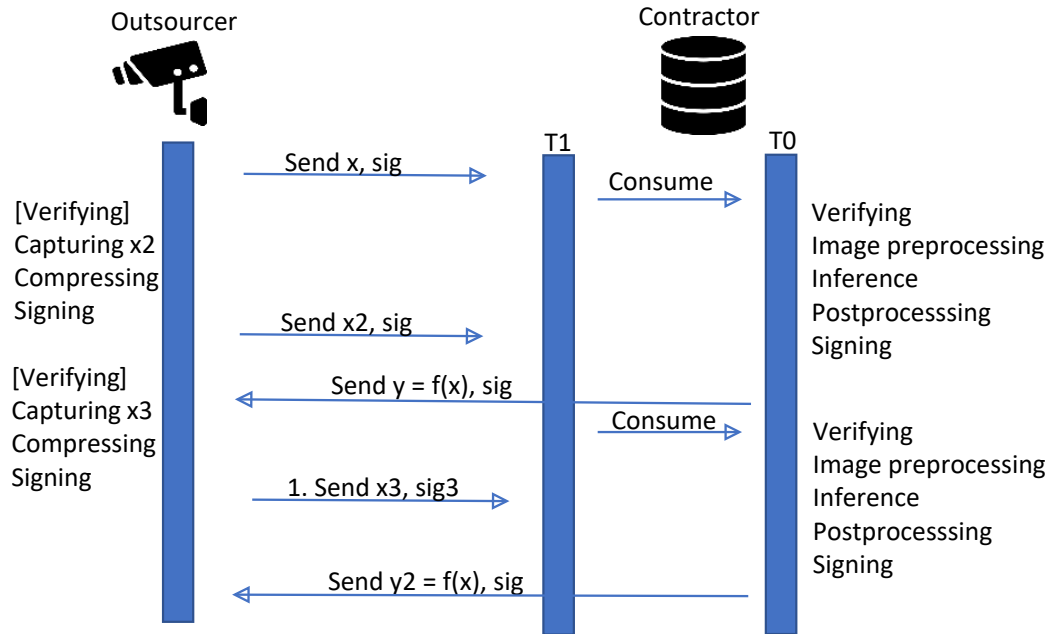 Outsourcer
Contractor
T1
T0
Send x, sig
Consume
[Verifying]
Capturing x2
Compressing
Signing
Verifying
Image preprocessing
Inference
Postprocesssing
Signing
Send x2, sig
[Verifying]
Capturing x3
Compressing
Signing
Send y = f(x), sig
Consume
Verifying
Image preprocessing
Inference
Postprocesssing
Signing
1. Send x3, sig3
Send y2 = f(x), sig